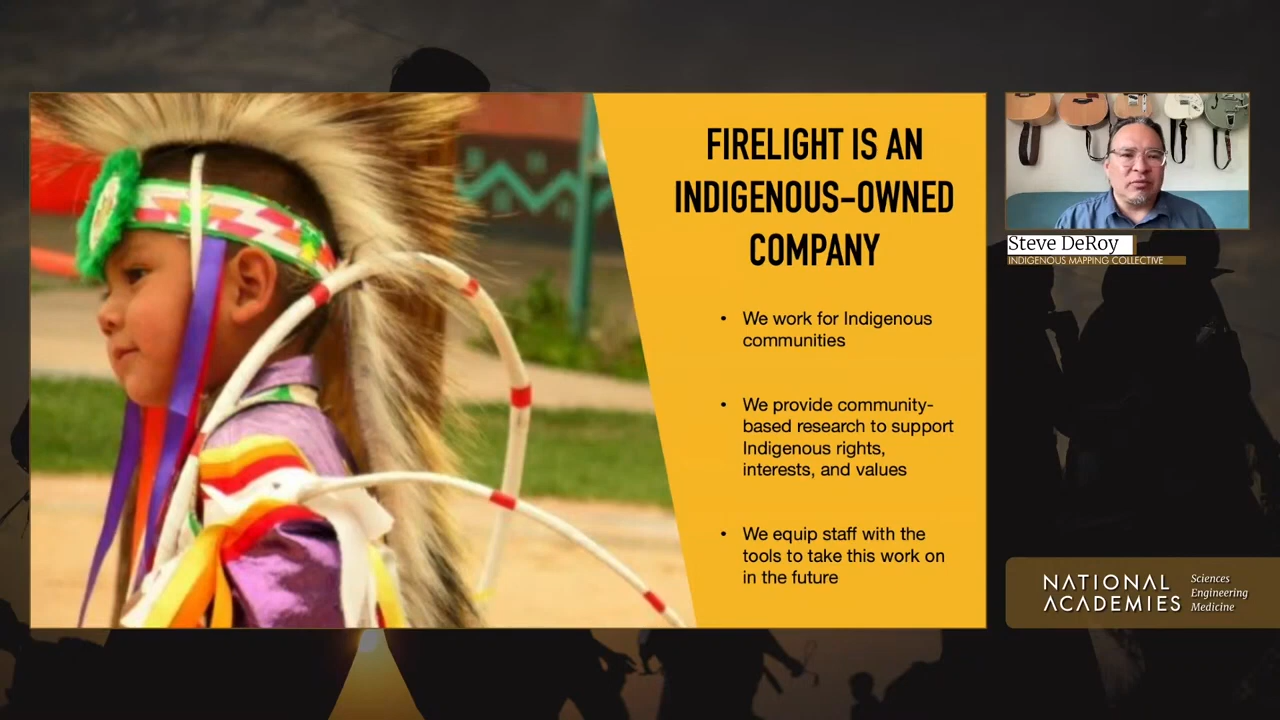 FIRELIGHT IS AN
INDIGENOUS-OWNED
COMPANY
• We work for Indigenous
communities
• We provide community-
based research to support
Indigenous rights,
interests, and values
• We equip staff with the
tools to take this work on
in the future
Steve DeRoy
INDIGENOUS MAPPING COLLECTIVE
NATIONAL
ACADEMIES
Sciences
Engineering
Medicine